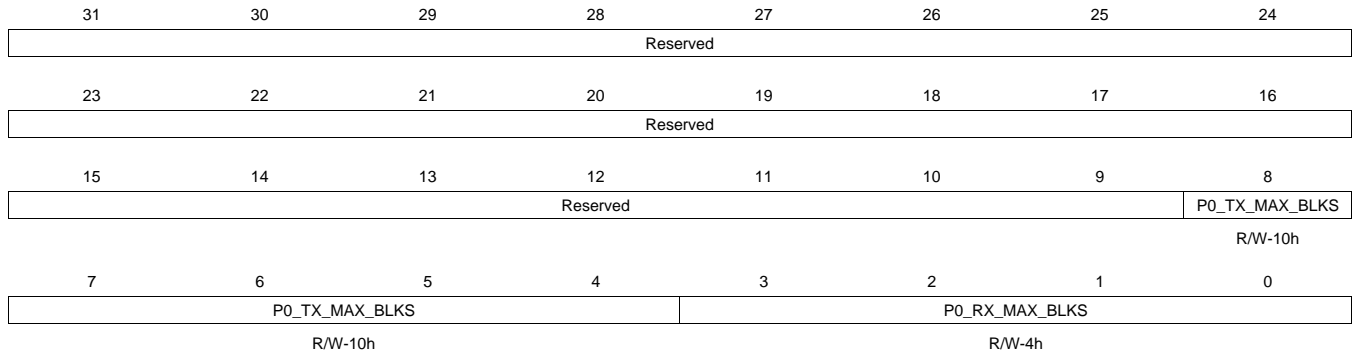 31 30 29 28 27 26 25 24
Reserved
23 22 21 20 19 18 17 16
Reserved
15 14 13 12 11 10 9 8
Reserved P0_TX_MAX_BLKS
R/W-10h
7 6 5 4 3 2 1 0
P0_TX_MAX_BLKS P0_RX_MAX_BLKS
R/W-10h R/W-4h